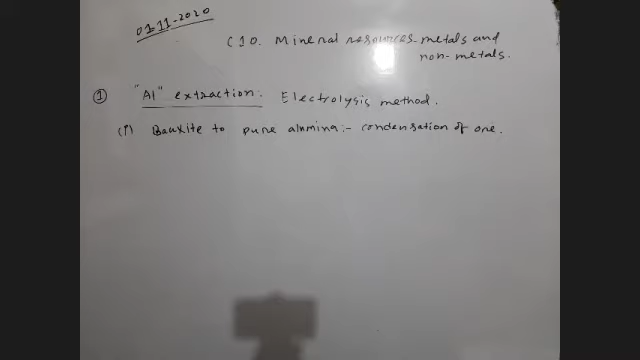 01-11-2020
C 10. Mineral resources-metals and
non-metals.
① "Al" extraction: Electrolysis method.
(i) Bauxite to pure alumina:- condensation of ore.